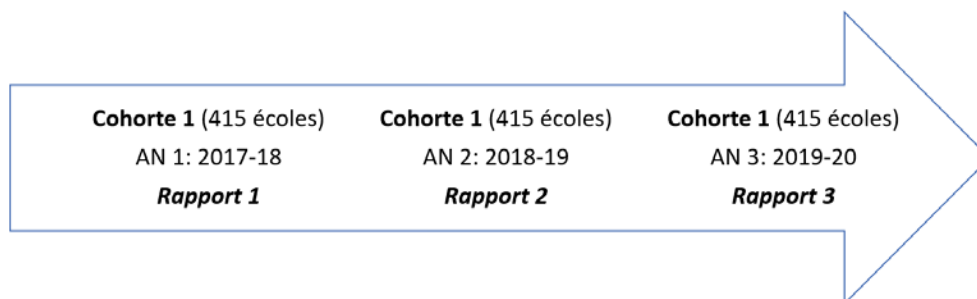 Cohorte 1 (415 écoles)
AN 1: 2017-18
Rapport 1
Cohorte 1 (415 écoles)
AN 2: 2018-19
Rapport 2
Cohorte 1 (415 écoles)
AN 3: 2019-20
Rapport 3